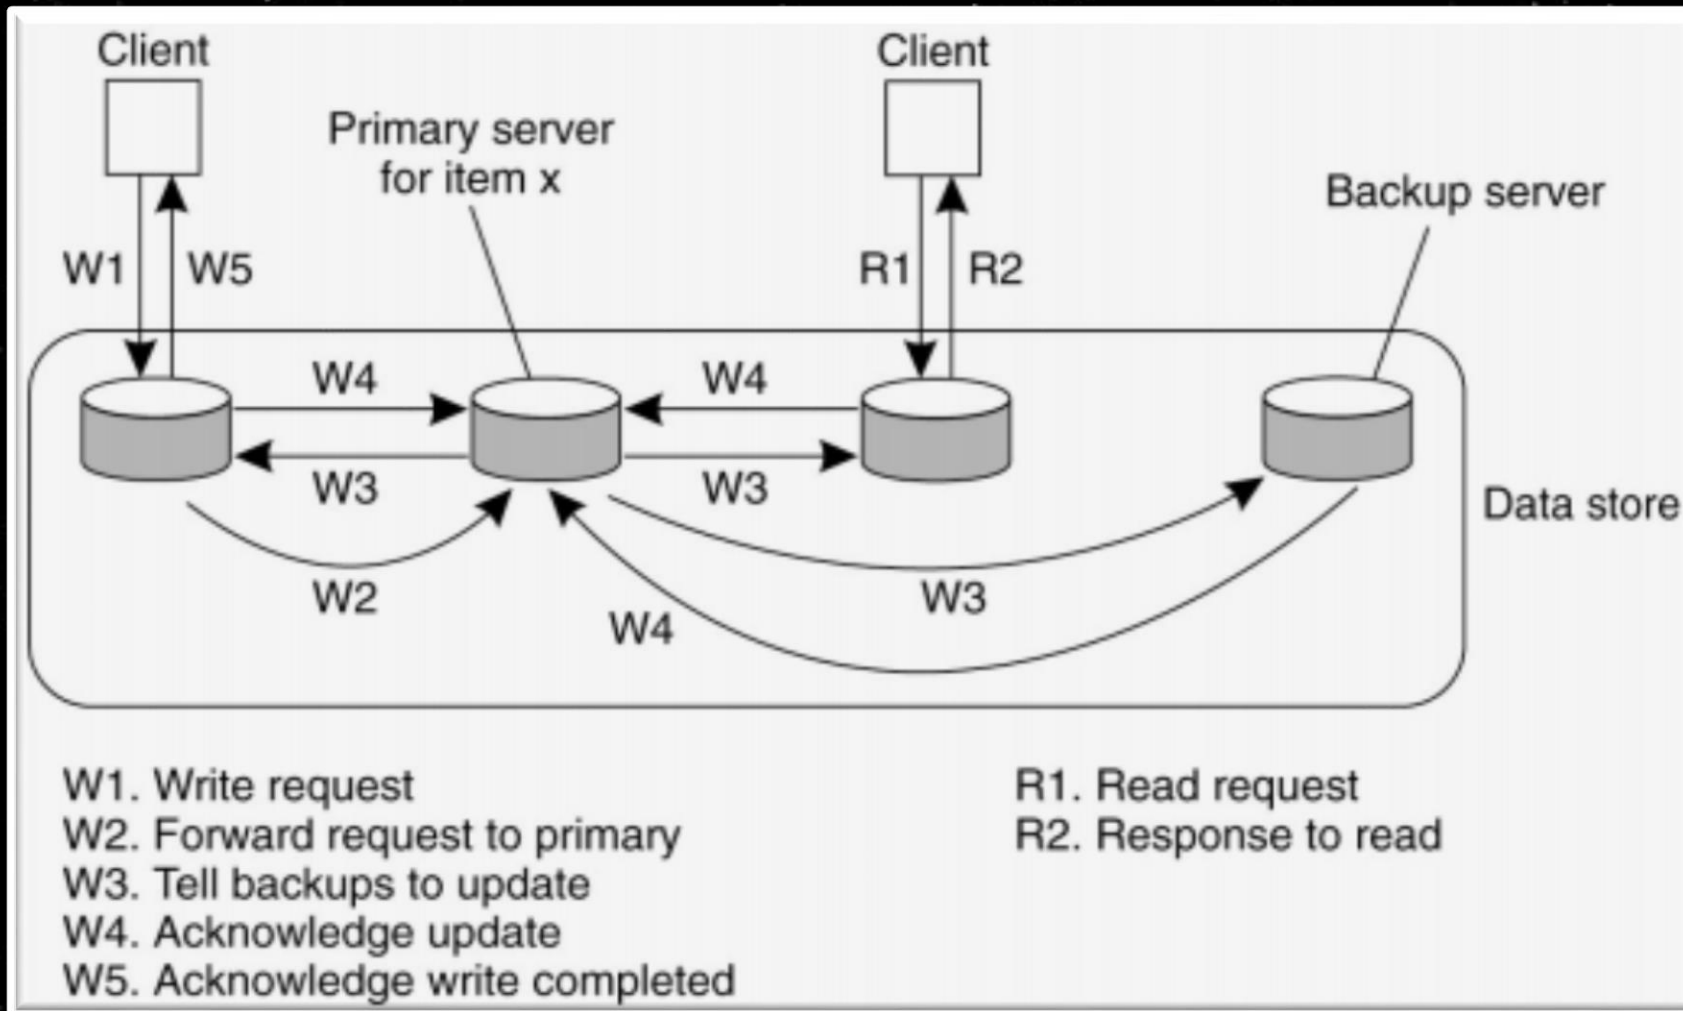 Client
Client
Primary server
for item x
Backup server
W1
W5
R1
R2
W4
W4
W3
W3
Data store
W2
W3
W4
W1. Write request
W2. Forward request to primary
W3. Tell backups to update
W4. Acknowledge update
W5. Acknowledge write completed
R1. Read request
R2. Response to read